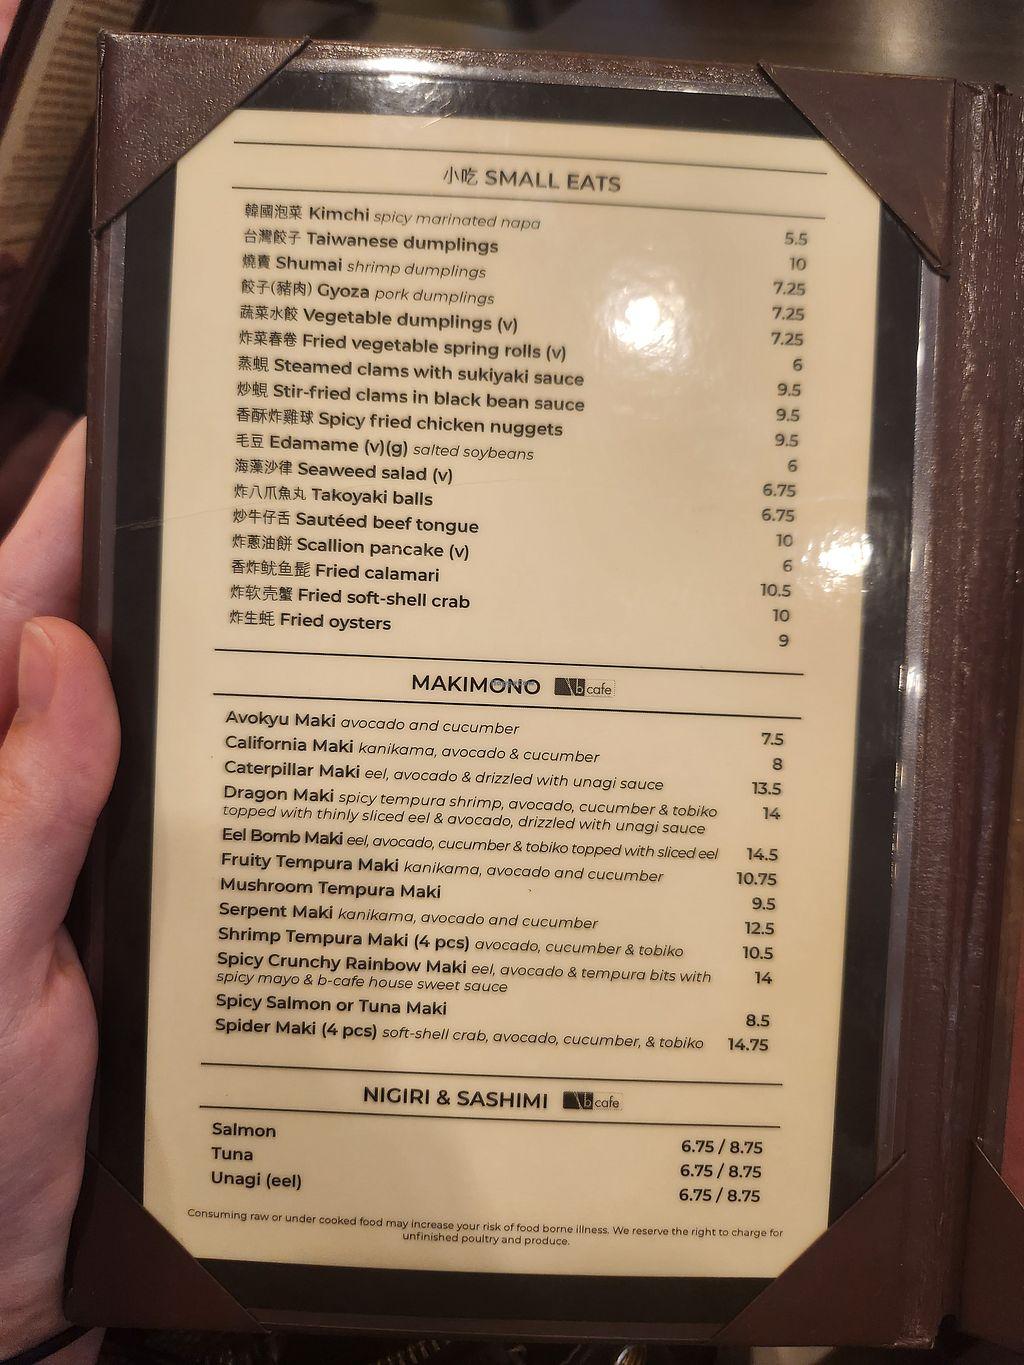 小吃 SMALL EATS
韓國泡菜 Kimchi spicy marinated napa 5.5
台灣餃子 Taiwanese dumplings 10
燒賣 Shumai shrimp dumplings 7.25
餃子(豬肉) Gyoza pork dumplings 7.25
蔬菜水餃 Vegetable dumplings (v) 7.25
炸菜春卷 Fried vegetable spring rolls (v) 6
蒸蜆 Steamed clams with sukiyaki sauce 9.5
炒蜆 Stir-fried clams in black bean sauce 9.5
香酥炸雞球 Spicy fried chicken nuggets 9.5
毛豆 Edamame (v)(g) salted soybeans 6
海藻沙律 Seaweed salad (v) 6.75
炸八爪魚丸 Takoyaki balls 6.75
炒牛仔舌 Sautéed beef tongue 10
炸蔥油餅 Scallion pancake (v) 6
香炸鱿鱼髭 Fried calamari 10.5
炸软壳蟹 Fried soft-shell crab 10
炸生蚝 Fried oysters 9
MAKIMONO b cafe
Avokyu Maki avocado and cucumber 7.5
California Maki kanikama, avocado & cucumber 8
Caterpillar Maki eel, avocado & drizzled with unagi sauce 13.5
Dragon Maki spicy tempura shrimp, avocado, cucumber & tobiko 14
topped with thinly sliced eel & avocado, drizzled with unagi sauce
Eel Bomb Maki eel, avocado, cucumber & tobiko topped with sliced eel 14.5
Fruity Tempura Maki kanikama, avocado and cucumber 10.75
Mushroom Tempura Maki 9.5
Serpent Maki kanikama, avocado and cucumber 12.5
Shrimp Tempura Maki (4 pcs) avocado, cucumber & tobiko 10.5
Spicy Crunchy Rainbow Maki eel, avocado & tempura bits with 14
spicy mayo & b-cafe house sweet sauce
Spicy Salmon or Tuna Maki 8.5
Spider Maki (4 pcs) soft-shell crab, avocado, cucumber, & tobiko 14.75
NIGIRI & SASHIMI b cafe
Salmon 6.75 / 8.75
Tuna 6.75 / 8.75
Unagi (eel) 6.75 / 8.75
Consuming raw or under cooked food may increase your risk of food borne illness. We reserve the right to charge for
unfinished poultry and produce.